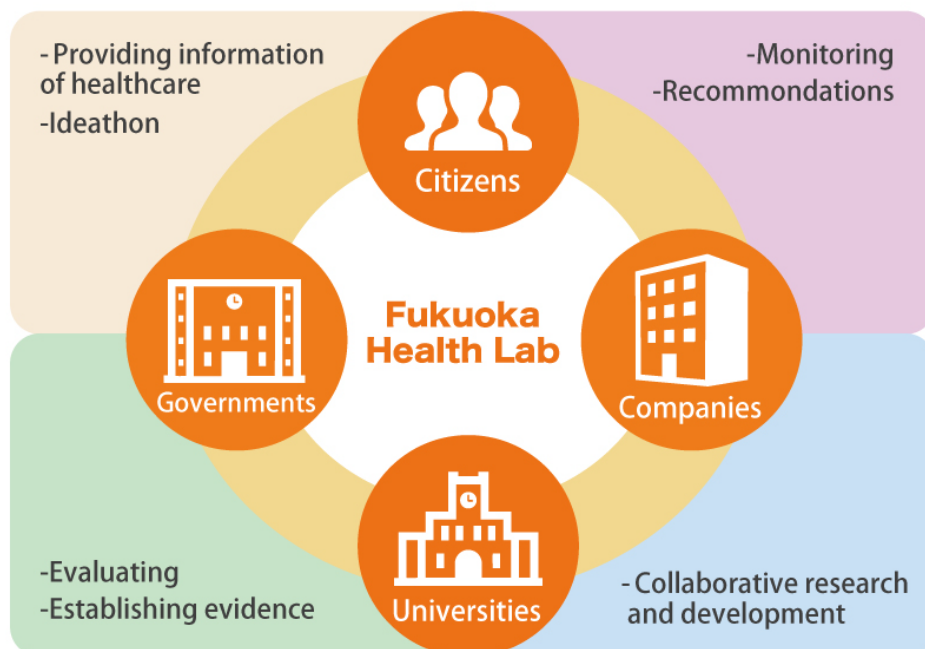 - Providing information
of healthcare
-Ideathon
-Monitoring
-Recommondations
Citizens
Governments
Fukuoka
Health Lab
Companies
Universities
-Evaluating
-Establishing evidence
- Collaborative research
and development